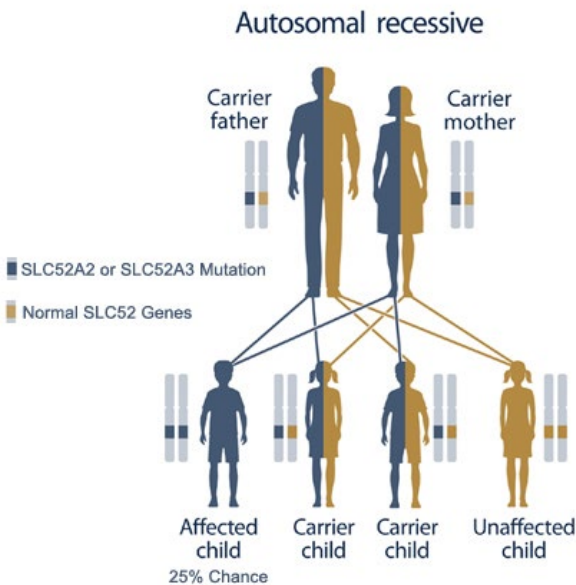 Autosomal recessive
Carrier
father
Carrier
mother
SLC52A2 or SLC52A3 Mutation
Normal SLC52 Genes
Affected
child
25% Chance
Carrier
child
Carrier
child
Unaffected
child